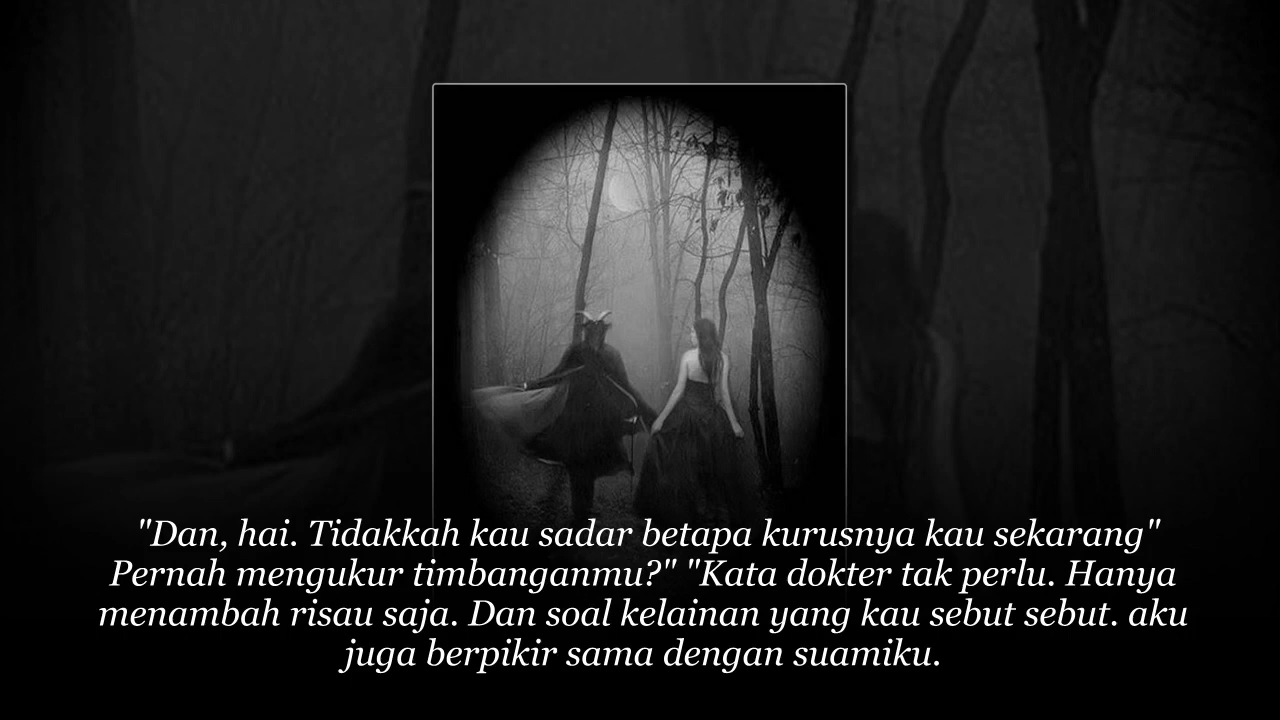 "Dan, hai. Tidakkah kau sadar betapa kurusnya kau sekarang"
Pernah mengukur timbanganmu?" "Kata dokter tak perlu. Hanya
menambah risau saja. Dan soal kelainan yang kau sebut sebut. aku
juga berpikir sama dengan suamiku.